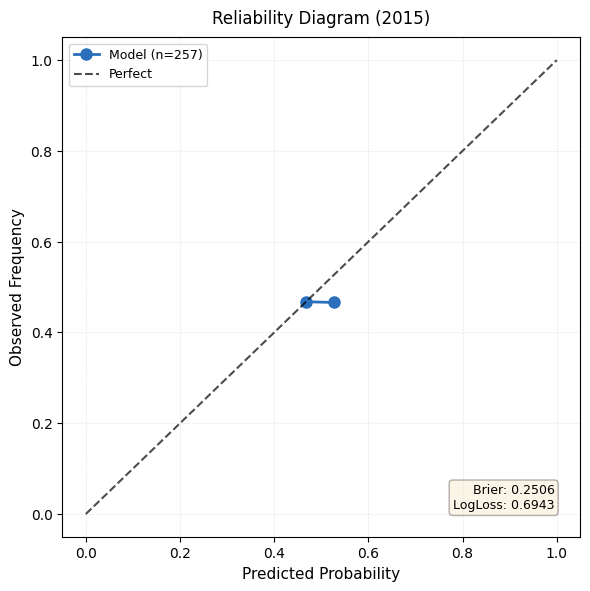 Reliability Diagram (2015)
Model (n=257)
Perfect
Observed Frequency
1.0
0.8
0.6
0.4
0.2
0.0
Brier: 0.2506
LogLoss: 0.6943
0.0 0.2 0.4 0.6 0.8 1.0
Predicted Probability